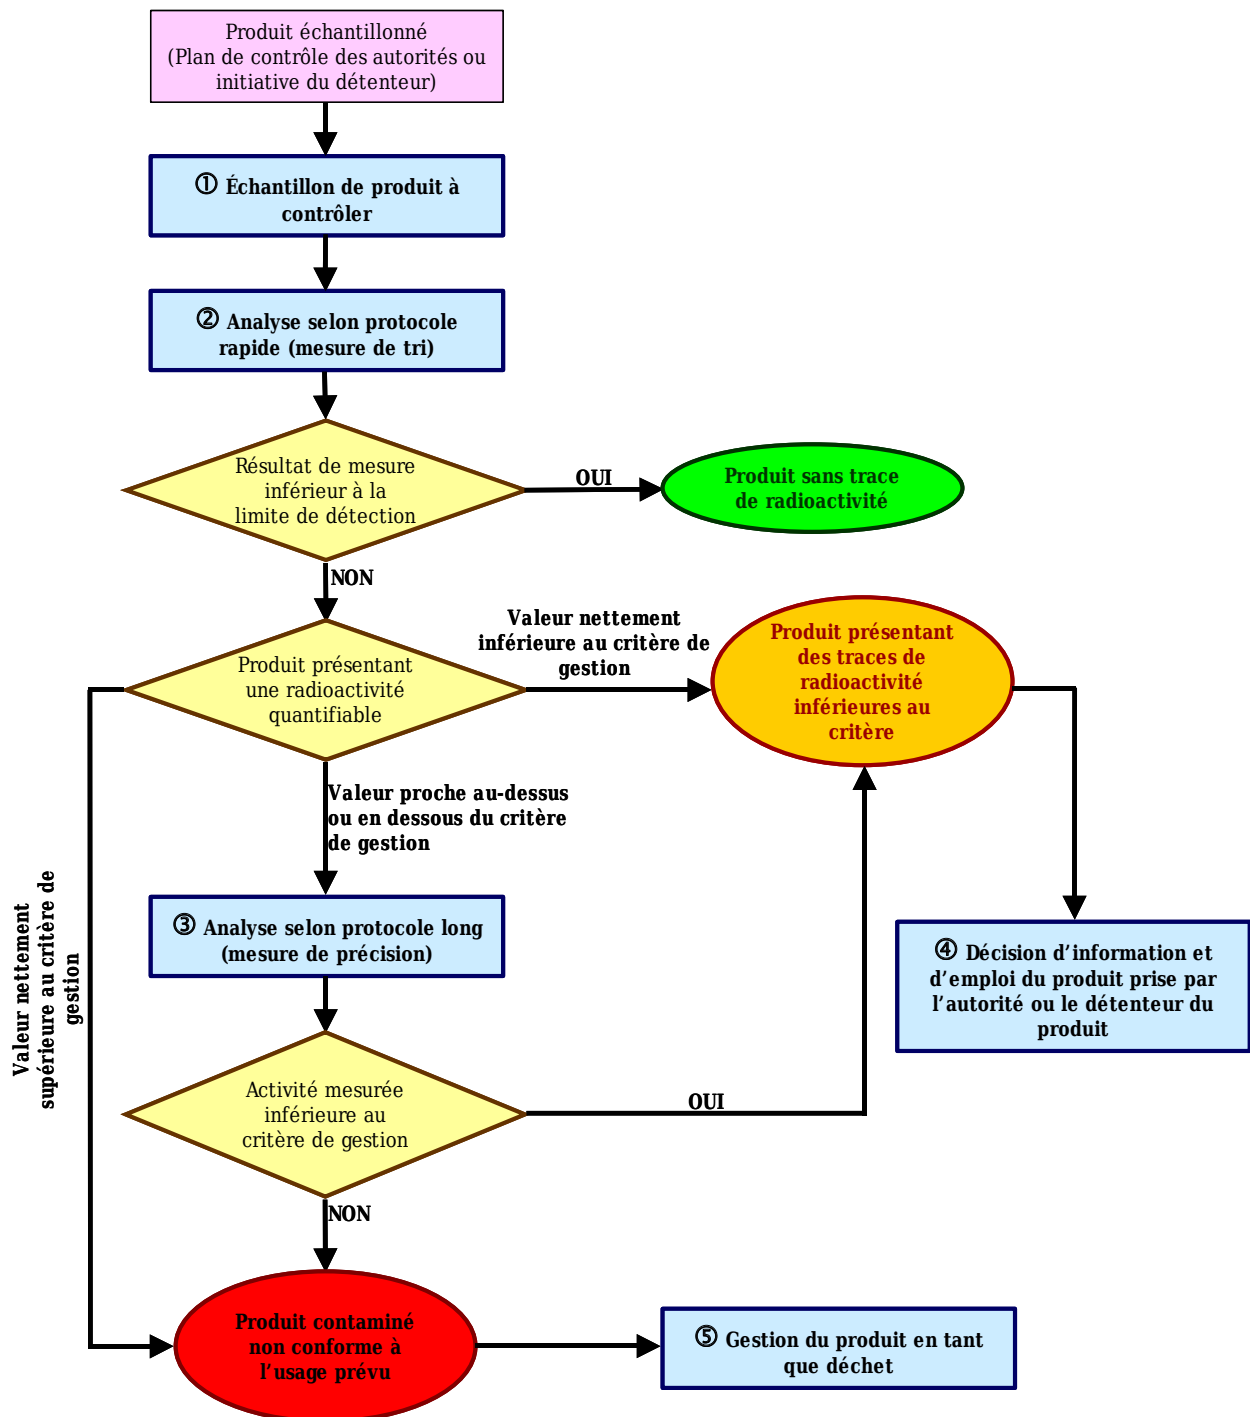 Produit échantillonné
(Plan de contrôle des autorités ou
initiative du détenteur)
① Échantillon de produit à
contrôler
② Analyse selon protocole
rapide (mesure de tri)
Résultat de mesure
inférieur à la
limite de détection
OUI
Produit sans trace
de radioactivité
NON
Valeur nettement
inférieure au critère de
gestion
Produit présentant
une radioactivité
quantifiable
Produit présentant
des traces de
radioactivité
inférieures au
critère
Valeur proche au-dessus
ou en dessous du critère
de gestion
Valeur nettement
supérieure au critère de
gestion
③ Analyse selon protocole long
(mesure de précision)
④ Décision d’information et
d’emploi du produit prise par
l’autorité ou le détenteur du
produit
Activité mesurée
inférieure au
critère de gestion
OUI
NON
Produit contaminé
non conforme à
l’usage prévu
⑤ Gestion du produit en tant
que déchet